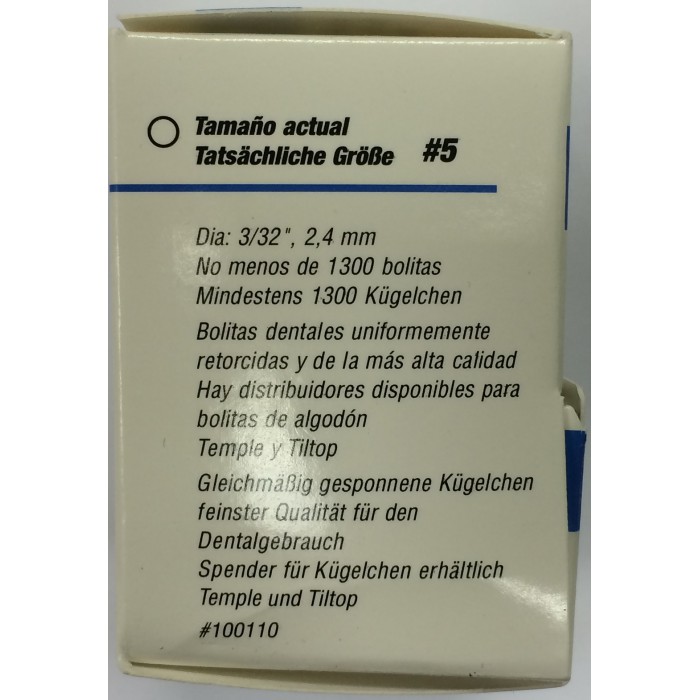 Tamaño actual
Tatsächliche Größe #5
Dia: 3/32", 2,4 mm
No menos de 1300 bolitas
Mindestens 1300 Kügelchen
Bolitas dentales uniformemente
retorcidas y de la más alta calidad
Hay distribuidores disponibles para
bolitas de algodón
Temple y Tiltop
Gleichmäßig gesponnene Kügelchen
feinster Qualität für den
Dentalgebrauch
Spender für Kügelchen erhältlich
Temple und Tiltop
#100110